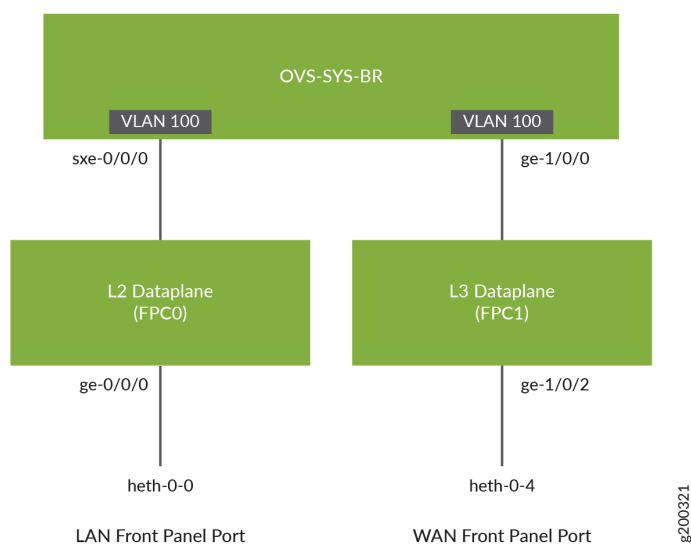 OVS-SYS-BR
VLAN 100
VLAN 100
sxe-0/0/0
ge-1/0/0
L2 Dataplane
(FPC0)
L3 Dataplane
(FPC1)
ge-0/0/0
ge-1/0/2
heth-0-0
heth-0-4
LAN Front Panel Port
WAN Front Panel Port
g200321